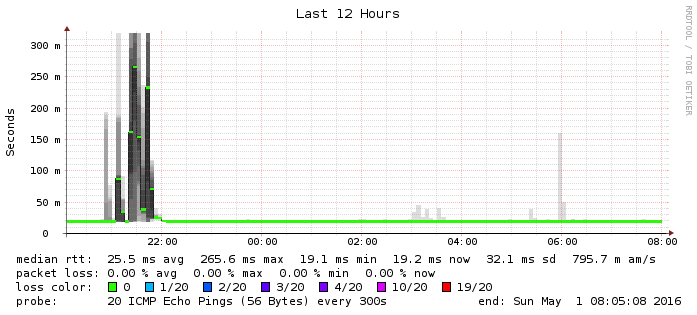 Last 12 Hours
RRDTOOL / TOBI OETIKER
Seconds
300 m
250 m
200 m
150 m
100 m
50 m
0
22:00 00:00 02:00 04:00 06:00 08:00
median rtt: 25.5 ms avg 265.6 ms max 19.1 ms min 19.2 ms now 32.1 ms sd 795.7 m am/s
packet loss: 0.00 % avg 0.00 % max 0.00 % min 0.00 % now
loss color: 0 1/20 2/20 3/20 4/20 10/20 19/20
probe: 20 ICMP Echo Pings (56 Bytes) every 300s end: Sun May 1 08:05:08 2016